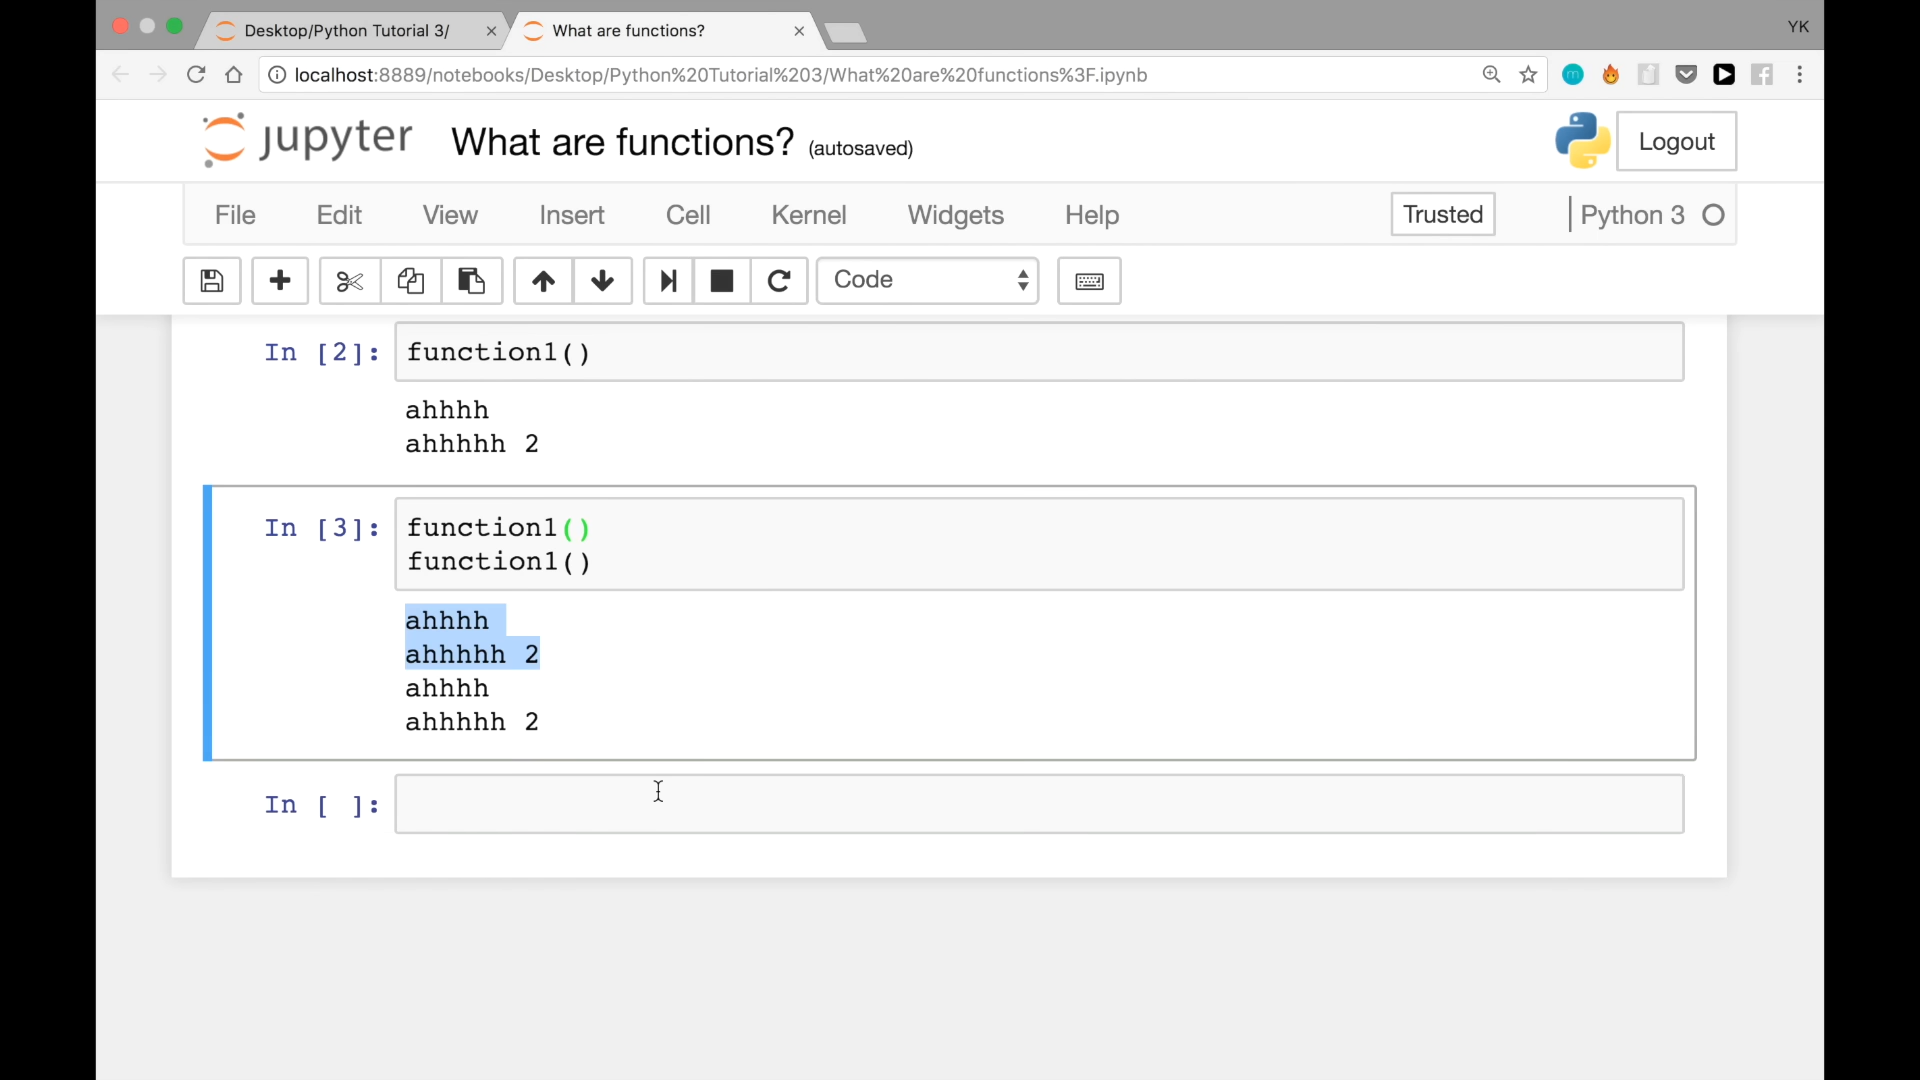 Desktop/Python Tutorial 3/
What are functions?
YK
localhost:8889/notebooks/Desktop/Python%20Tutorial%203/What%20are%20functions%3F.ipynb
m
jupyter
What are functions? (autosaved)
Logout
File Edit View Insert Cell Kernel Widgets Help
Trusted
Python 3
Code
In [2]: function1()
ahhhh
ahhhhh 2
In [3]: function1()
function1()
ahhhh
ahhhhh 2
ahhhh
ahhhhh 2
In [ ]: